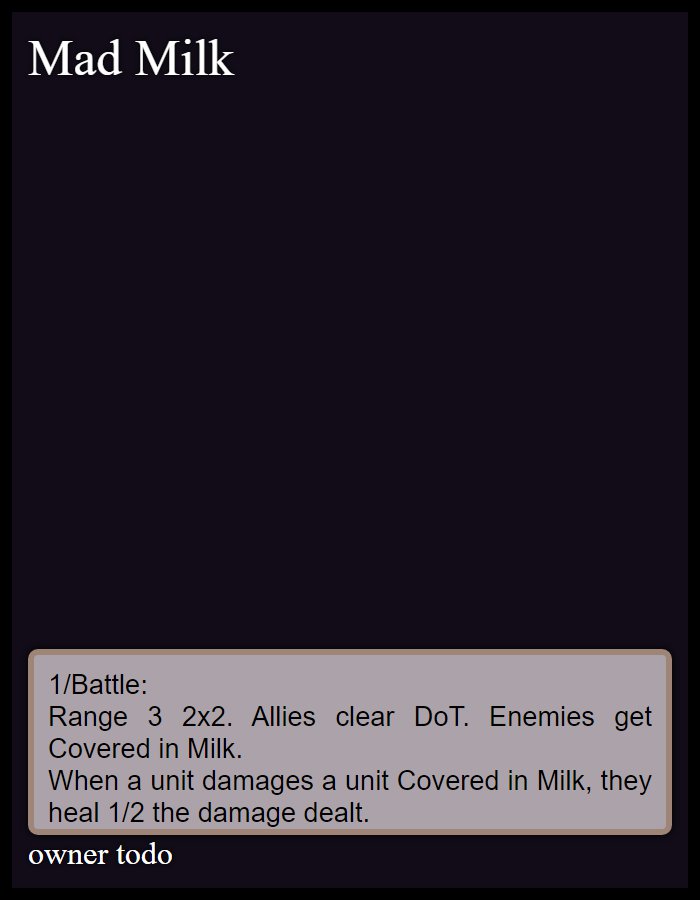 Mad Milk
1/Battle:
Range 3 2x2. Allies clear DoT. Enemies get
Covered in Milk.
When a unit damages a unit Covered in Milk, they
heal 1/2 the damage dealt.
owner todo